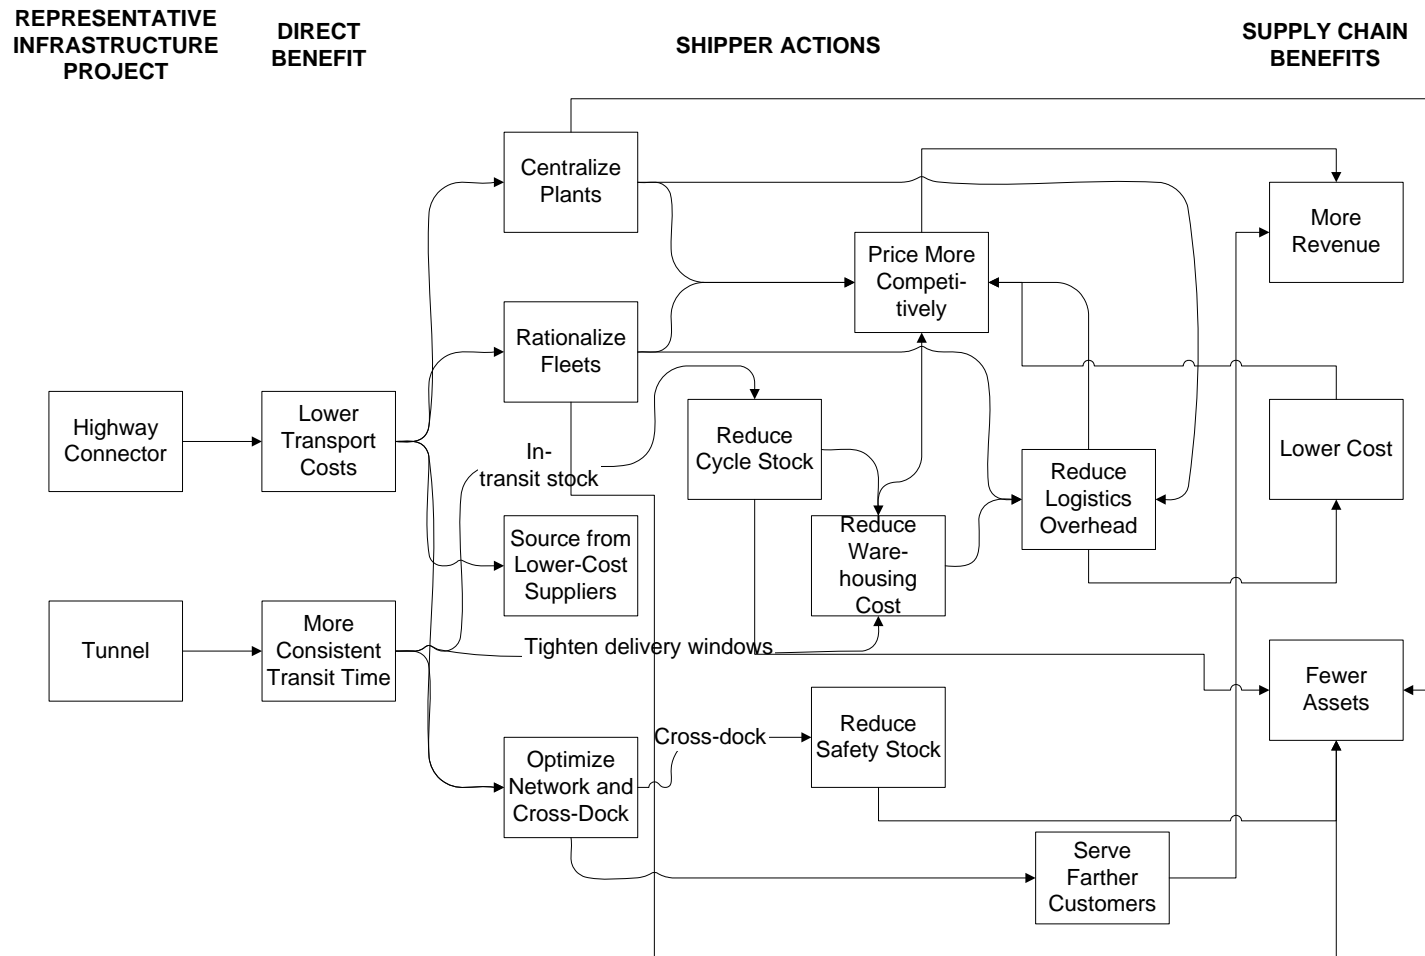 REPRESENTATIVE
INFRASTRUCTURE
PROJECT
DIRECT
BENEFIT
SHIPPER ACTIONS
SUPPLY CHAIN
BENEFITS
Centralize
Plants
More
Revenue
Price More
Competi-
tively
Rationalize
Fleets
Highway
Connector
Lower
Transport
Costs
In-
transit stock
Reduce
Cycle Stock
Lower Cost
Reduce
Logistics
Overhead
Source from
Lower-Cost
Suppliers
Reduce
Ware-
housing
Cost
Tunnel
More
Consistent
Transit Time
Tighten delivery windows
Fewer
Assets
Optimize
Network and
Cross-Dock
Cross-dock
Reduce
Safety Stock
Serve
Farther
Customers